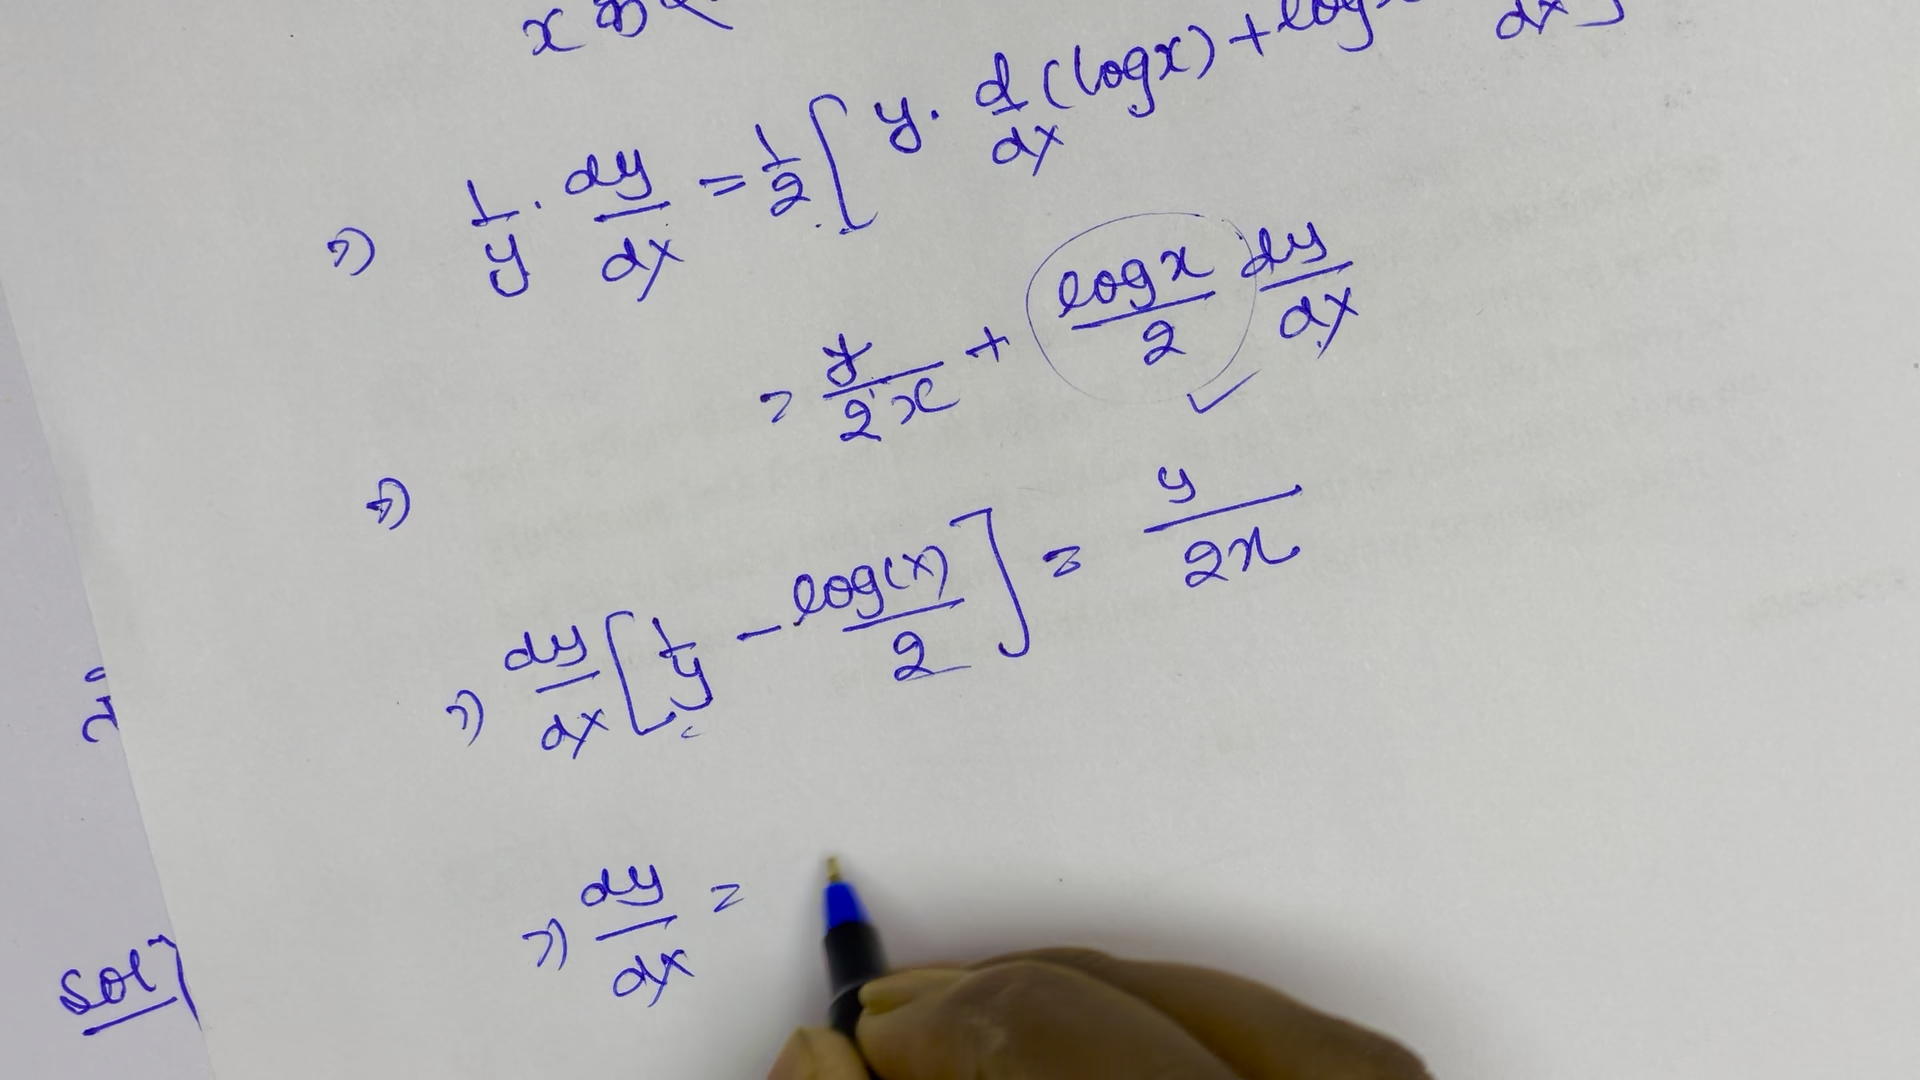 ⇒ 1/y · dy/dx = 1/2 [ y · d/dx (log x) + log
dx ]
= y/2x + log x/2 dy/dx ✓
⇒
⇒ dy/dx [ 1/y - log(x)/2 ] = y/2x
⇒ dy/dx =